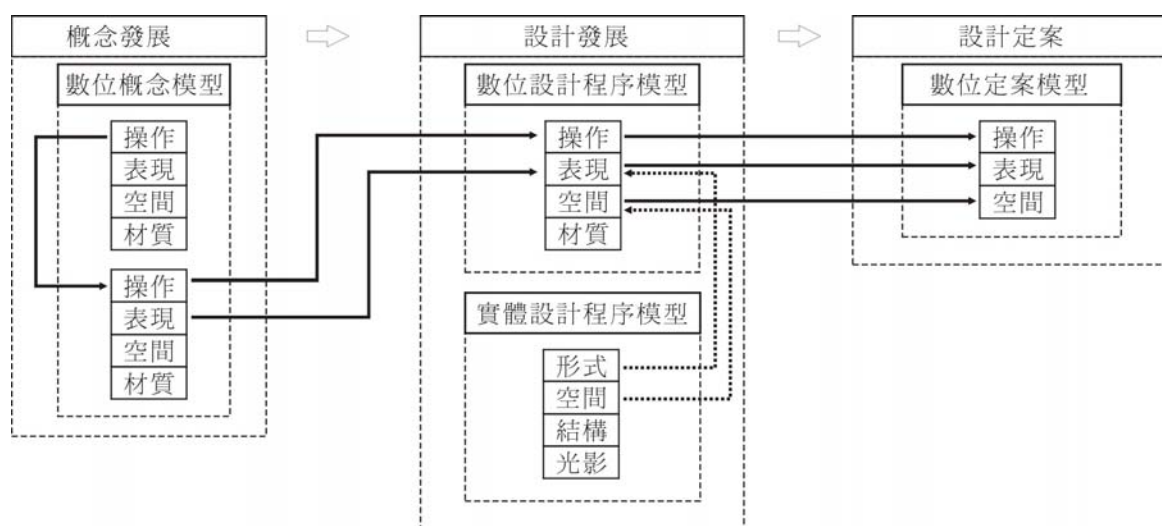 概念發展
設計發展
設計定案
數位概念模型
操作
表現
空間
材質
操作
表現
空間
材質
數位設計程序模型
操作
表現
空間
材質
實體設計程序模型
形式
空間
結構
光影
數位定案模型
操作
表現
空間